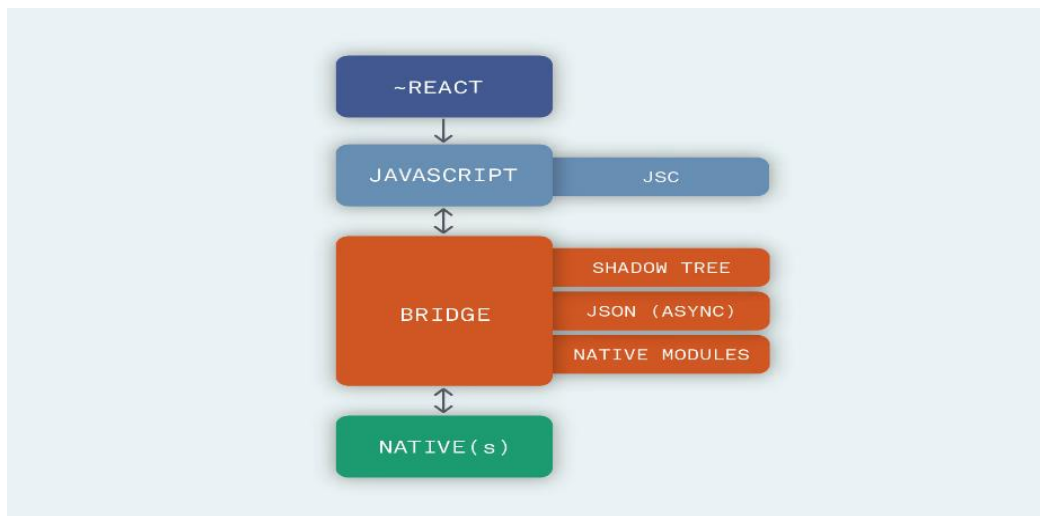 ~REACT
JAVASCRIPT
JSC
BRIDGE
SHADOW TREE
JSON (ASYNC)
NATIVE MODULES
NATIVE(s)